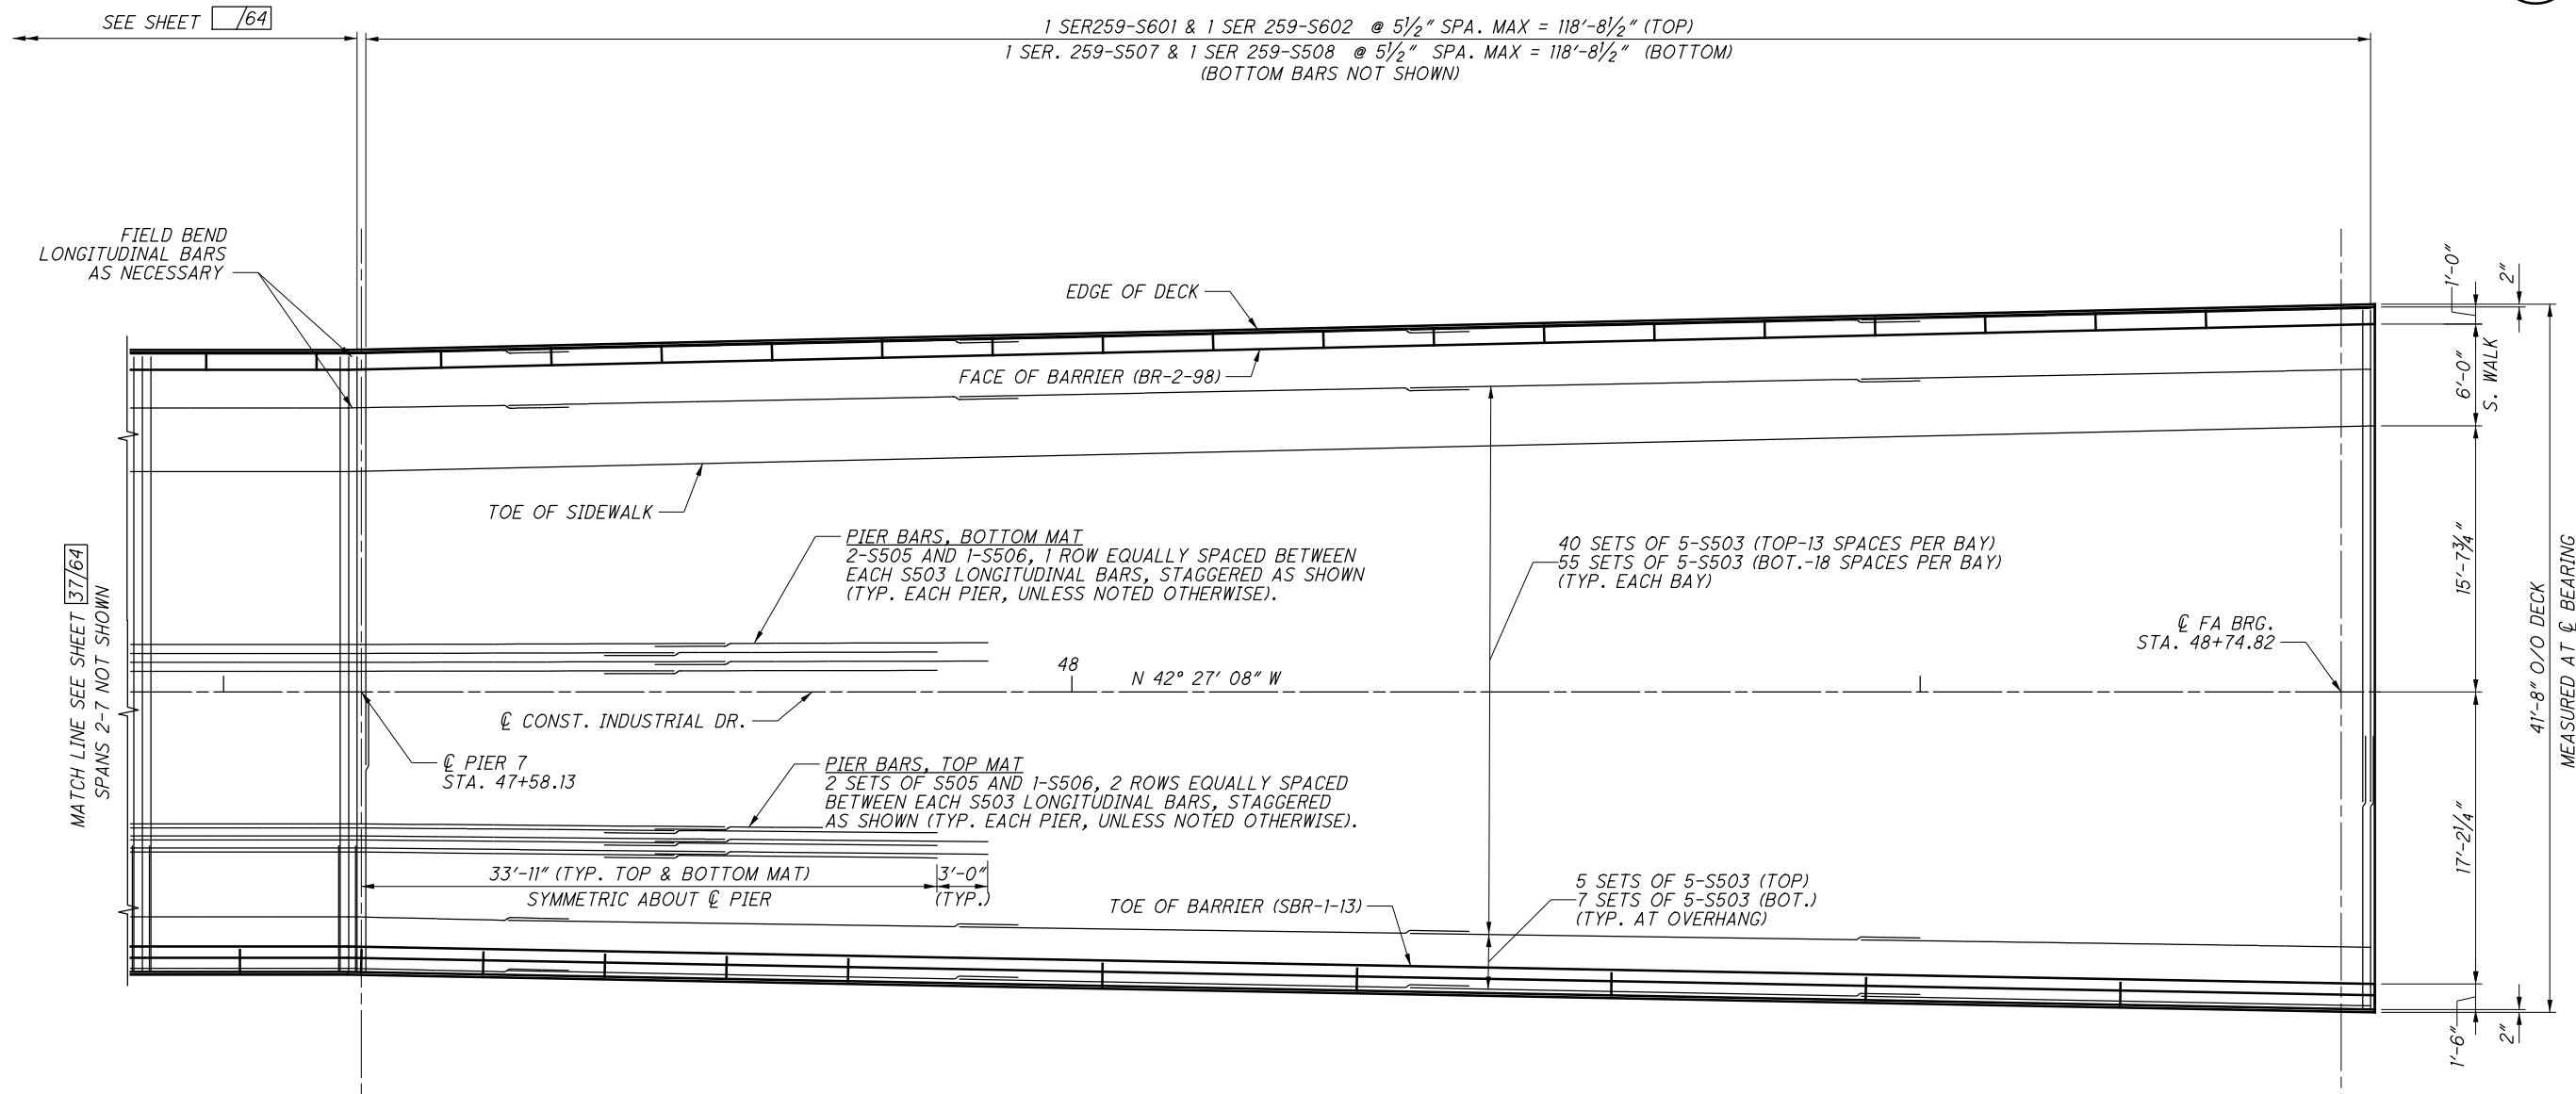 SEE SHEET /64
1 SER259-S601 & 1 SER 259-S602 @ 5½" SPA. MAX = 118'-8½" (TOP)
1 SER. 259-S507 & 1 SER 259-S508 @ 5½" SPA. MAX = 118'-8½" (BOTTOM)
(BOTTOM BARS NOT SHOWN)
FIELD BEND
LONGITUDINAL BARS
AS NECESSARY
EDGE OF DECK
FACE OF BARRIER (BR-2-98)
TOE OF SIDEWALK
PIER BARS, BOTTOM MAT
2-S505 AND 1-S506, 1 ROW EQUALLY SPACED BETWEEN
EACH S503 LONGITUDINAL BARS, STAGGERED AS SHOWN
(TYP. EACH PIER, UNLESS NOTED OTHERWISE).
40 SETS OF 5-S503 (TOP-13 SPACES PER BAY)
55 SETS OF 5-S503 (BOT.-18 SPACES PER BAY)
(TYP. EACH BAY)
℄ FA BRG.
STA. 48+74.82
48
N 42° 27' 08" W
℄ CONST. INDUSTRIAL DR.
℄ PIER 7
STA. 47+58.13
PIER BARS, TOP MAT
2 SETS OF S505 AND 1-S506, 2 ROWS EQUALLY SPACED
BETWEEN EACH S503 LONGITUDINAL BARS, STAGGERED
AS SHOWN (TYP. EACH PIER, UNLESS NOTED OTHERWISE).
33'-11" (TYP. TOP & BOTTOM MAT)
SYMMETRIC ABOUT ℄ PIER
3'-0"
(TYP.)
TOE OF BARRIER (SBR-1-13)
5 SETS OF 5-S503 (TOP)
7 SETS OF 5-S503 (BOT.)
(TYP. AT OVERHANG)
MATCH LINE SEE SHEET 37/64
SPANS 2-7 NOT SHOWN
1'-0"
2"
6'-0"
S. WALK
15'-7¾"
17'-2¼"
1'-6"
2"
41'-8" O/O DECK
MEASURED AT ℄ BEARING